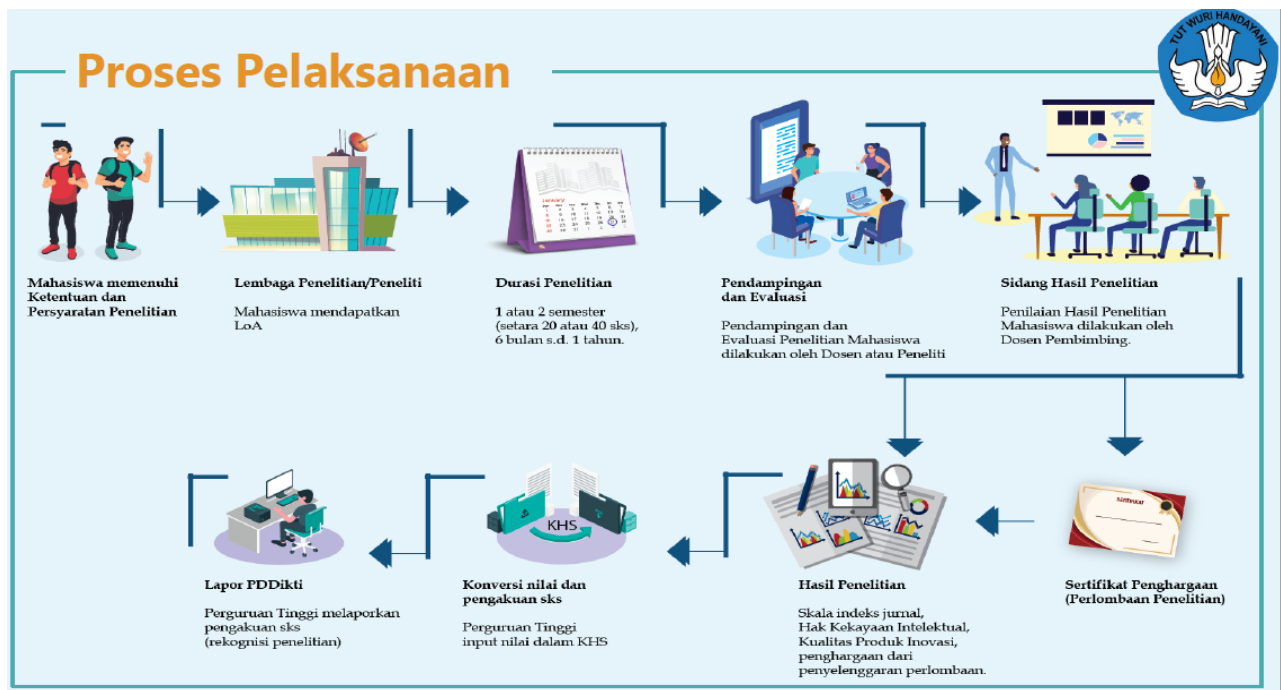 TUT WURI HANDAYANI
Proses Pelaksanaan
Mahasiswa memenuhi
Ketentuan dan
Persyaratan Penelitian
Lembaga Penelitian/Peneliti
Mahasiswa mendapatkan
LoA
January
Durasi Penelitian
1 atau 2 semester
(setara 20 atau 40 sks),
6 bulan s.d. 1 tahun.
Pendampingan
dan Evaluasi
Pendampingan dan
Evaluasi Penelitian Mahasiswa
dilakukan oleh Dosen atau Peneliti
Sidang Hasil Penelitian
Penilaian Hasil Penelitian
Mahasiswa dilakukan oleh
Dosen Pembimbing.
Lapor PDDikti
Perguruan Tinggi melaporkan
pengakuan sks
(rekognisi penelitian)
KHS
Konversi nilai dan
pengakuan sks
Perguruan Tinggi
input nilai dalam KHS
Hasil Penelitian
Skala indeks jurnal,
Hak Kekayaan Intelektual,
Kualitas Produk Inovasi,
penghargaan dari
penyelenggaran perlombaan.
Sertifikat
Sertifikat Penghargaan
(Perlombaan Penelitian)